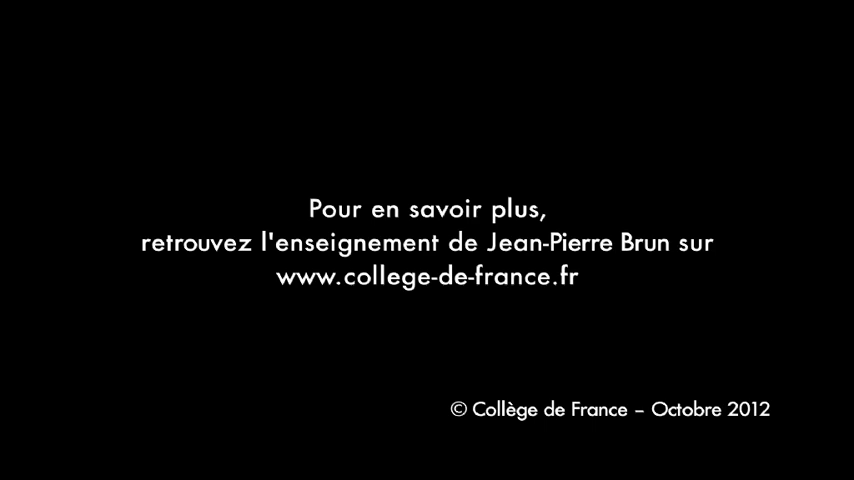 Pour en savoir plus,
retrouvez l'enseignement de Jean-Pierre Brun sur
www.college-de-france.fr
© Collège de France – Octobre 2012